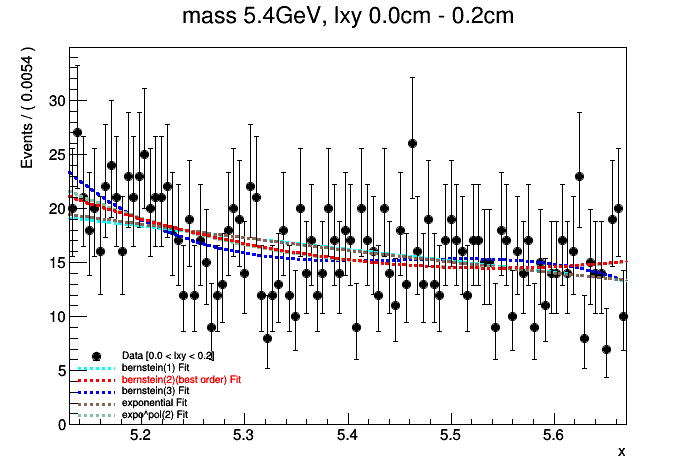 mass 5.4GeV, lxy 0.0cm - 0.2cm
Events / ( 0.0054 )
30
25
20
15
10
5
0
Data [0.0 < lxy < 0.2]
bernstein(1) Fit
bernstein(2)(best order) Fit
bernstein(3) Fit
exponential Fit
expo^pol(2) Fit
5.2 5.3 5.4 5.5 5.6
x